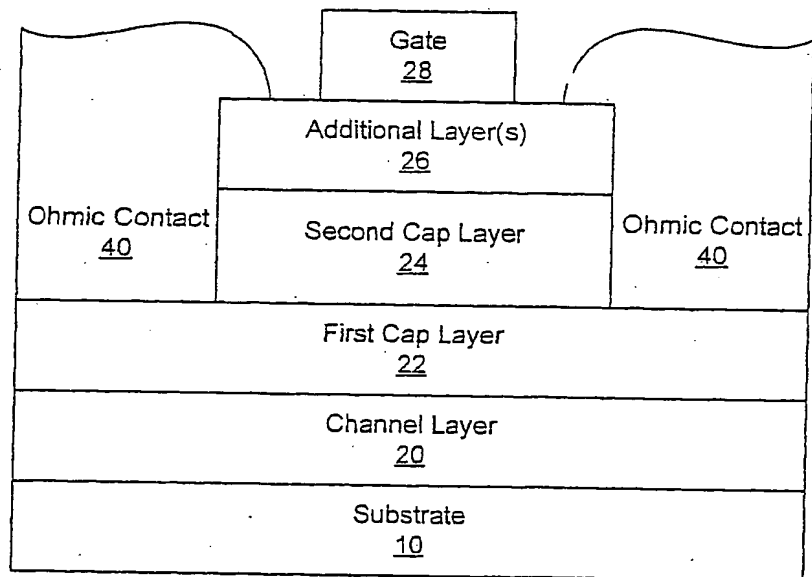 Gate
28
Additional Layer(s)
26
Ohmic Contact
40
Second Cap Layer
24
Ohmic Contact
40
First Cap Layer
22
Channel Layer
20
Substrate
10